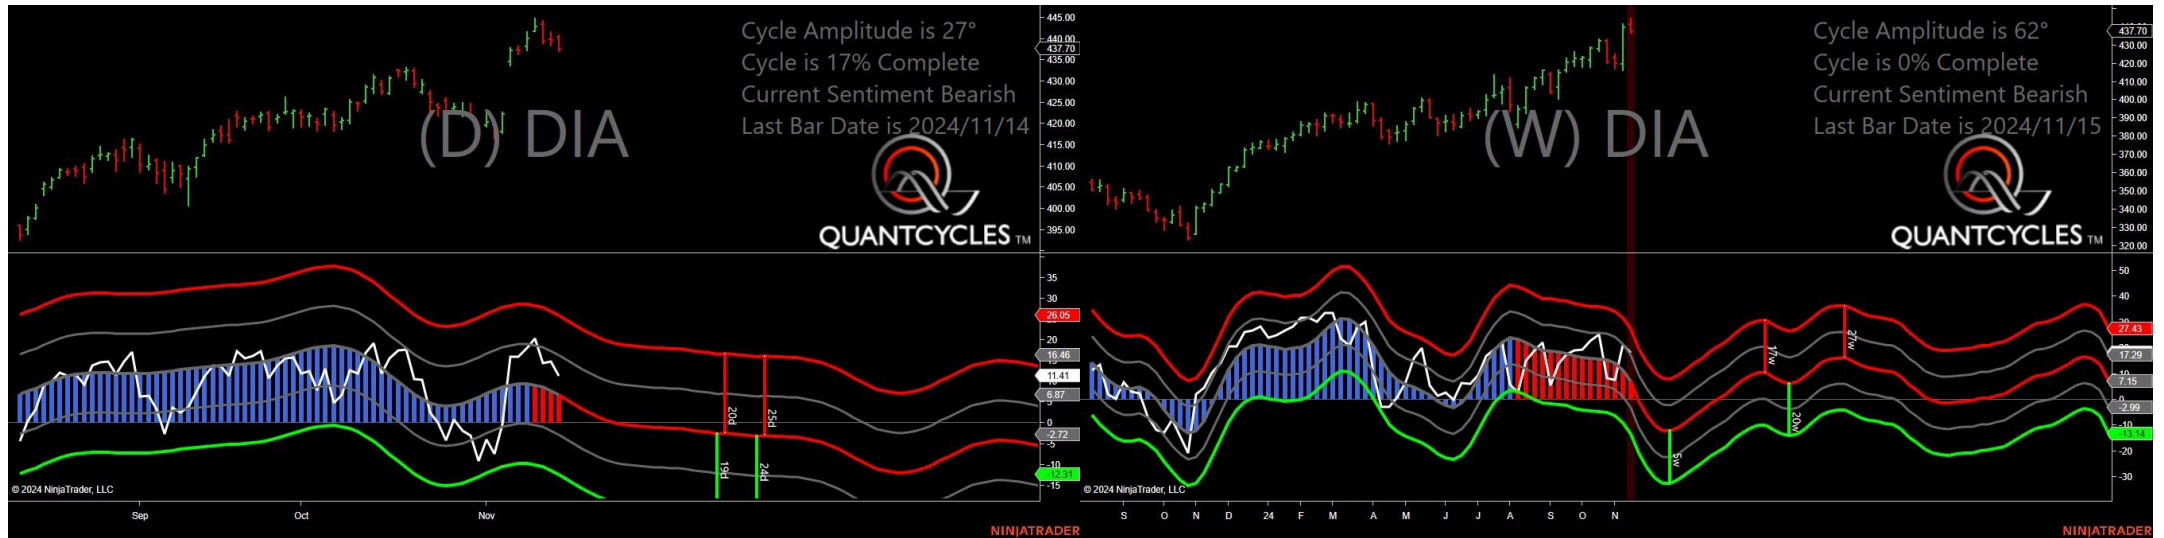 Cycle Amplitude is 27°
Cycle is 17% Complete
Current Sentiment Bearish
Last Bar Date is 2024/11/14
(D) DIA
QUANTCYCLES TM
445.00
440.00
437.70
435.00
430.00
425.00
420.00
415.00
410.00
405.00
400.00
395.00
35
30
26.05
20
16.46
11.41
6.87
5
0
-2.72
-5
-10
-12.31
-15
20d
25d
19d
24d
© 2024 NinjaTrader, LLC
Sep
Oct
Nov
NINJATRADER
Cycle Amplitude is 62°
Cycle is 0% Complete
Current Sentiment Bearish
Last Bar Date is 2024/11/15
(W) DIA
QUANTCYCLES TM
437.70
430.00
420.00
410.00
400.00
390.00
380.00
370.00
360.00
350.00
340.00
330.00
320.00
50
40
27.43
17.29
7.15
-2.99
-10
-13.14
-20
-30
17w
27w
20w
5w
© 2024 NinjaTrader, LLC
S
O
N
D
24
F
M
A
M
J
J
A
S
O
N
NINJATRADER